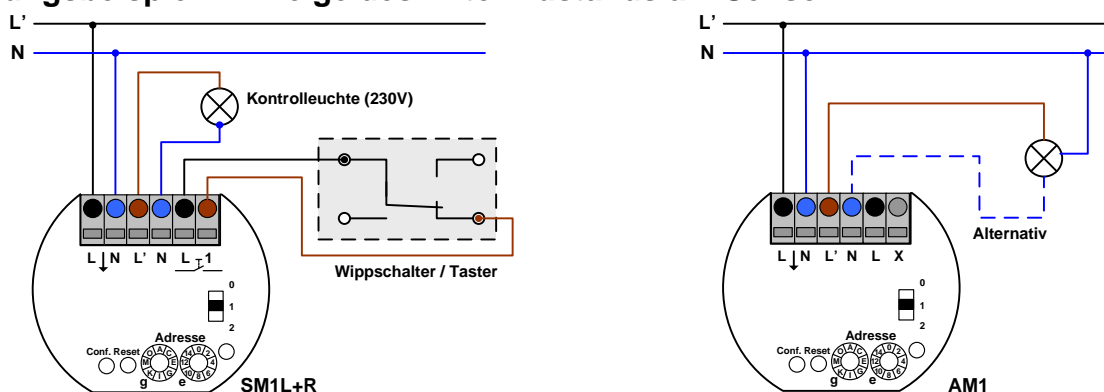 L'
N
Kontrolleuchte (230V)
L N L' N L 1
Wippschalter / Taster
0
1
2
Adresse
Conf. Reset
g e
SM1L+R
L'
N
Alternativ
L N L' N L X
0
1
2
Adresse
Conf. Reset
g e
AM1